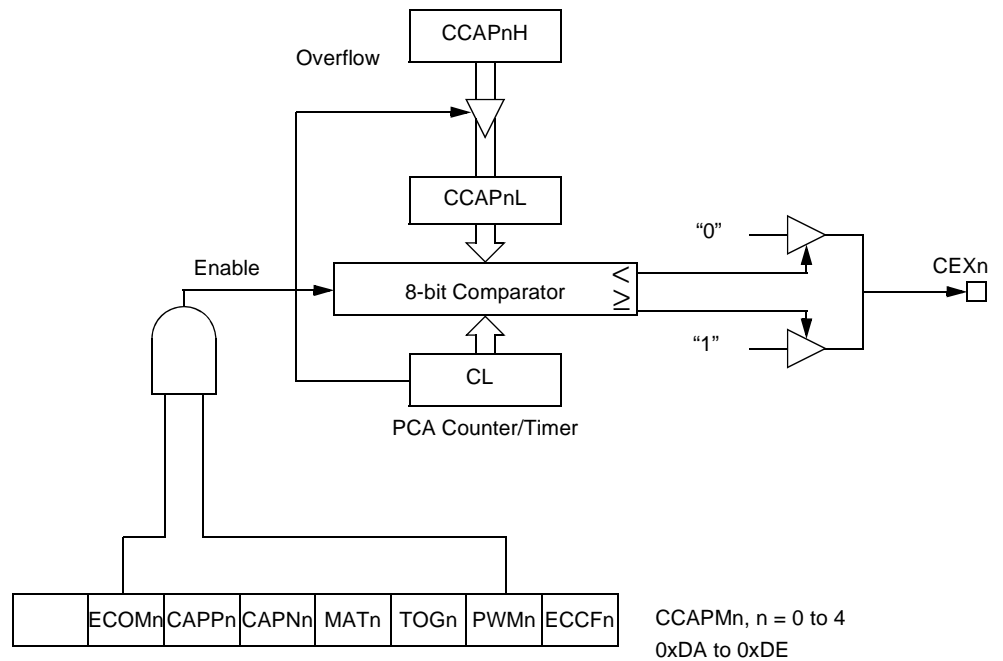 CCAPnH
Overflow
CCAPnL
“0”
Enable
8-bit Comparator
<
≥
CEXn
“1”
CL
PCA Counter/Timer
ECOMn CAPPn CAPNn MATn TOGn PWMn ECCFn
CCAPMn, n = 0 to 4
0xDA to 0xDE